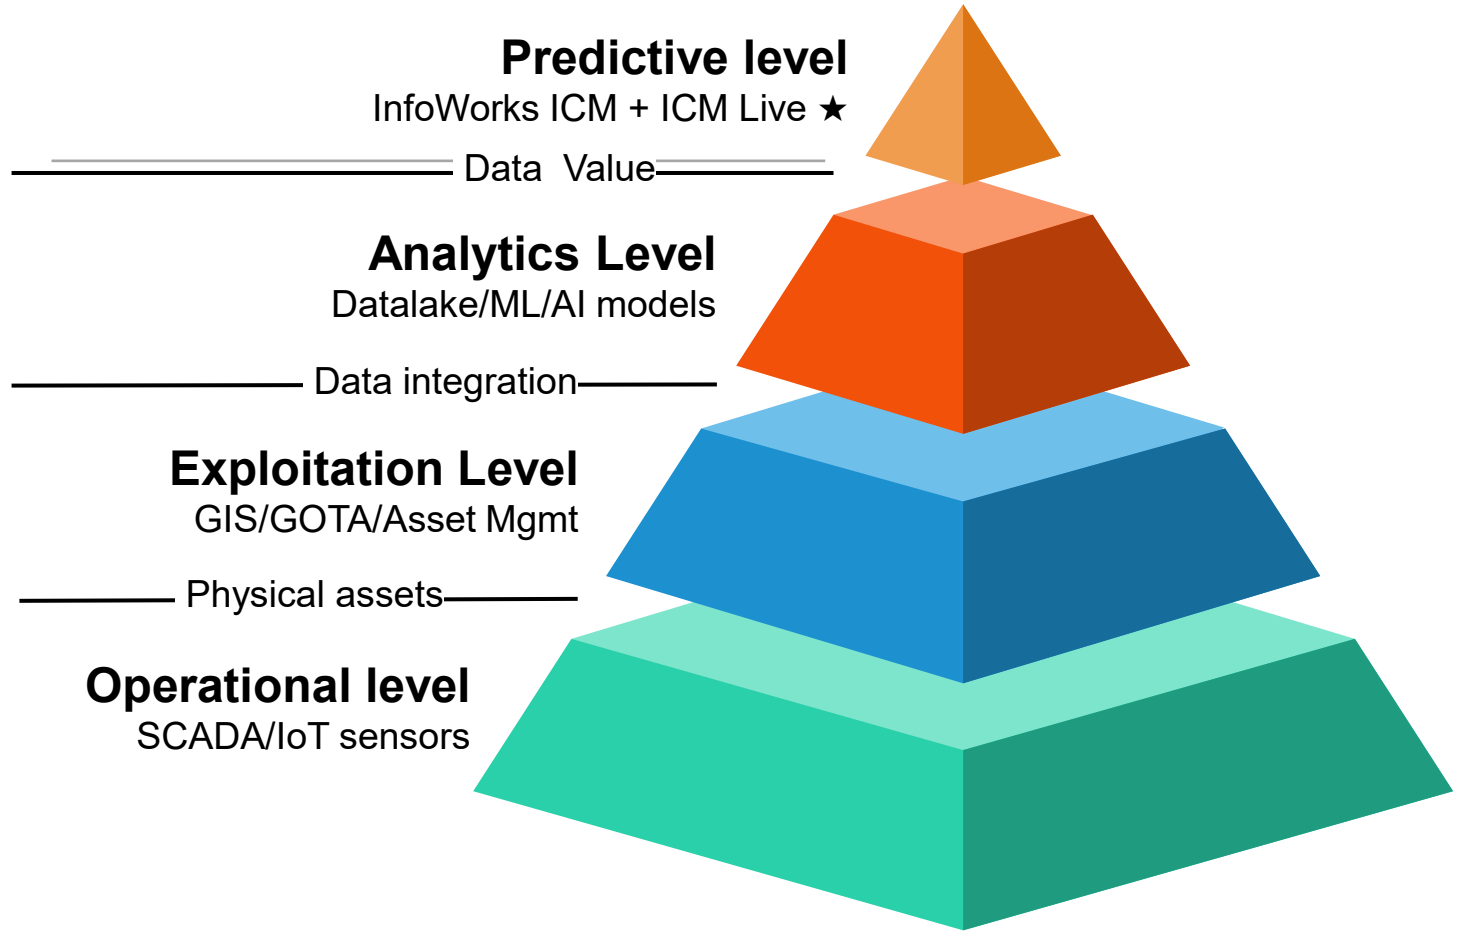 Predictive level
InfoWorks ICM + ICM Live ★
Data  Value
Analytics Level
Datalake/ML/AI models
Data integration
Exploitation Level
GIS/GOTA/Asset Mgmt
Physical assets
Operational level
SCADA/IoT sensors